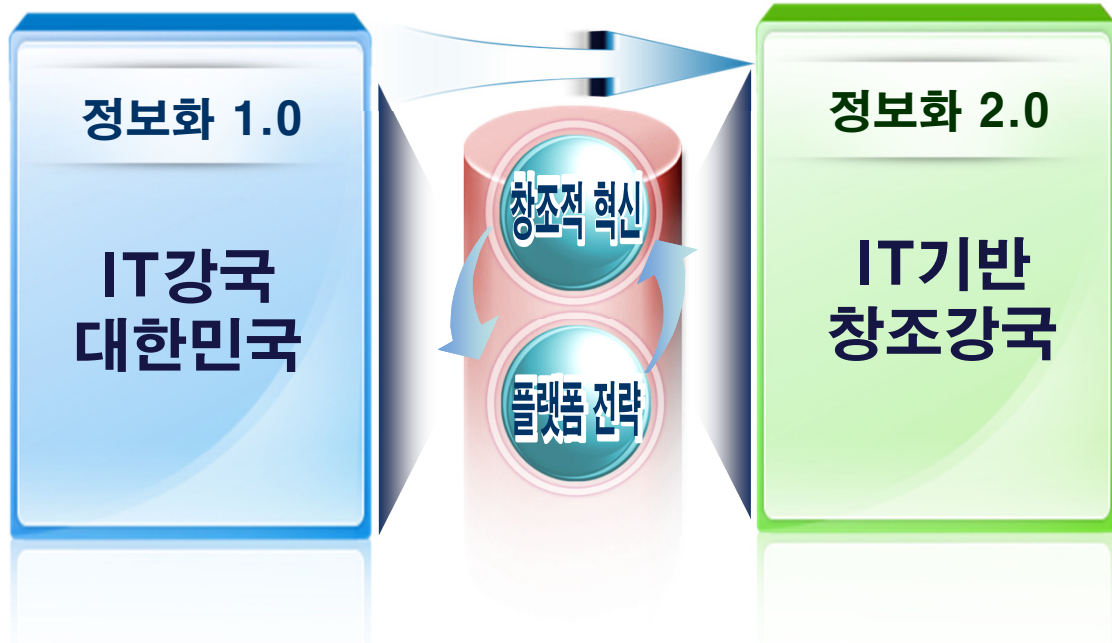 정보화 1.0
IT강국
대한민국
창조적 혁신
플랫폼 전략
정보화 2.0
IT기반
창조강국